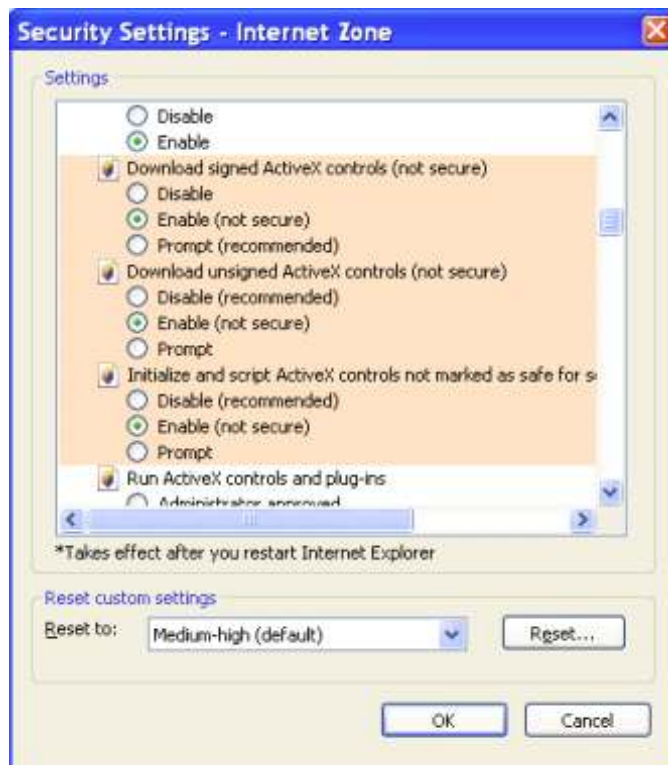 Security Settings - Internet Zone
Settings
Disable
Enable
Download signed ActiveX controls (not secure)
Disable
Enable (not secure)
Prompt (recommended)
Download unsigned ActiveX controls (not secure)
Disable (recommended)
Enable (not secure)
Prompt
Initialize and script ActiveX controls not marked as safe for s
Disable (recommended)
Enable (not secure)
Prompt
Run ActiveX controls and plug-ins
Administrator approved
*Takes effect after you restart Internet Explorer
Reset custom settings
Reset to: Medium-high (default) Reset...
OK Cancel